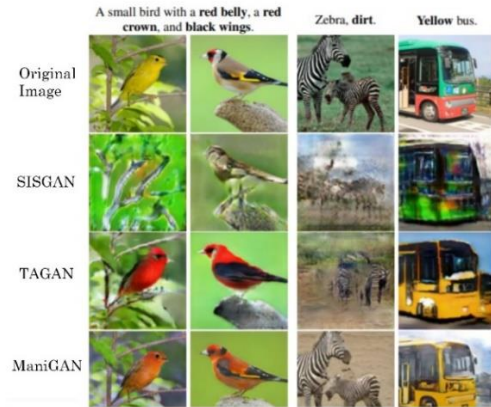 A small bird with a red belly, a red
crown, and black wings.
Zebra, dirt.
Yellow bus.
Original
Image
SISGAN
TAGAN
ManiGAN